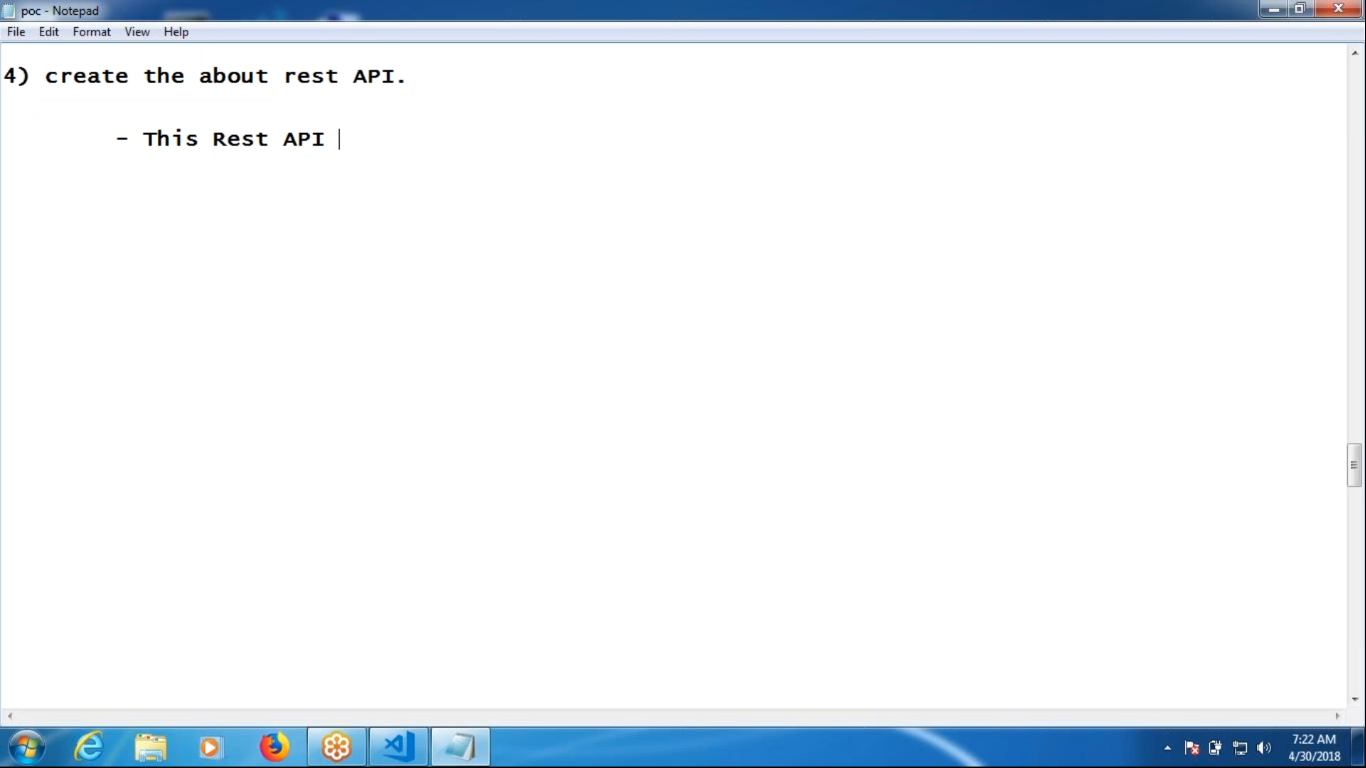 poc - Notepad
File Edit Format View Help
4) create the about rest API.
- This Rest API
7:22 AM
4/30/2018